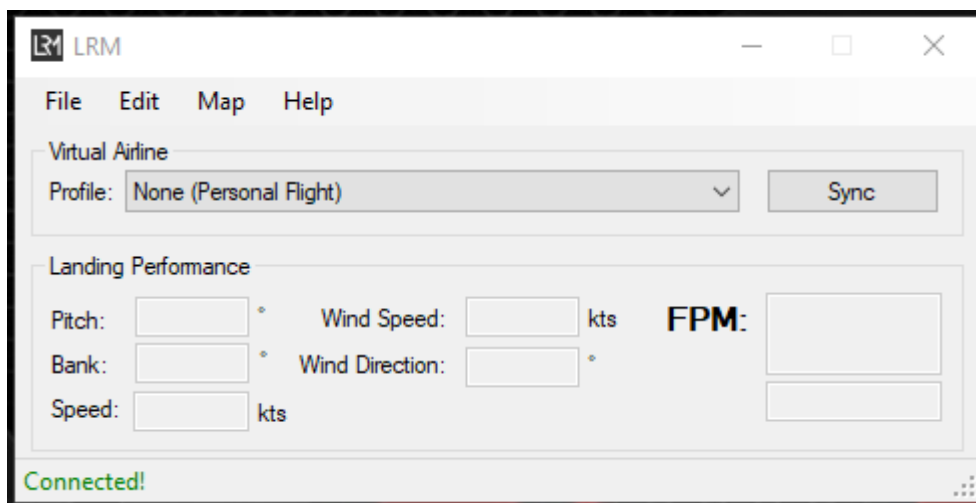 LRM LRM
File Edit Map Help
Virtual Airline
Profile: None (Personal Flight) Sync
Landing Performance
Pitch: ° Wind Speed: kts FPM:
Bank: ° Wind Direction: °
Speed: kts
Connected!